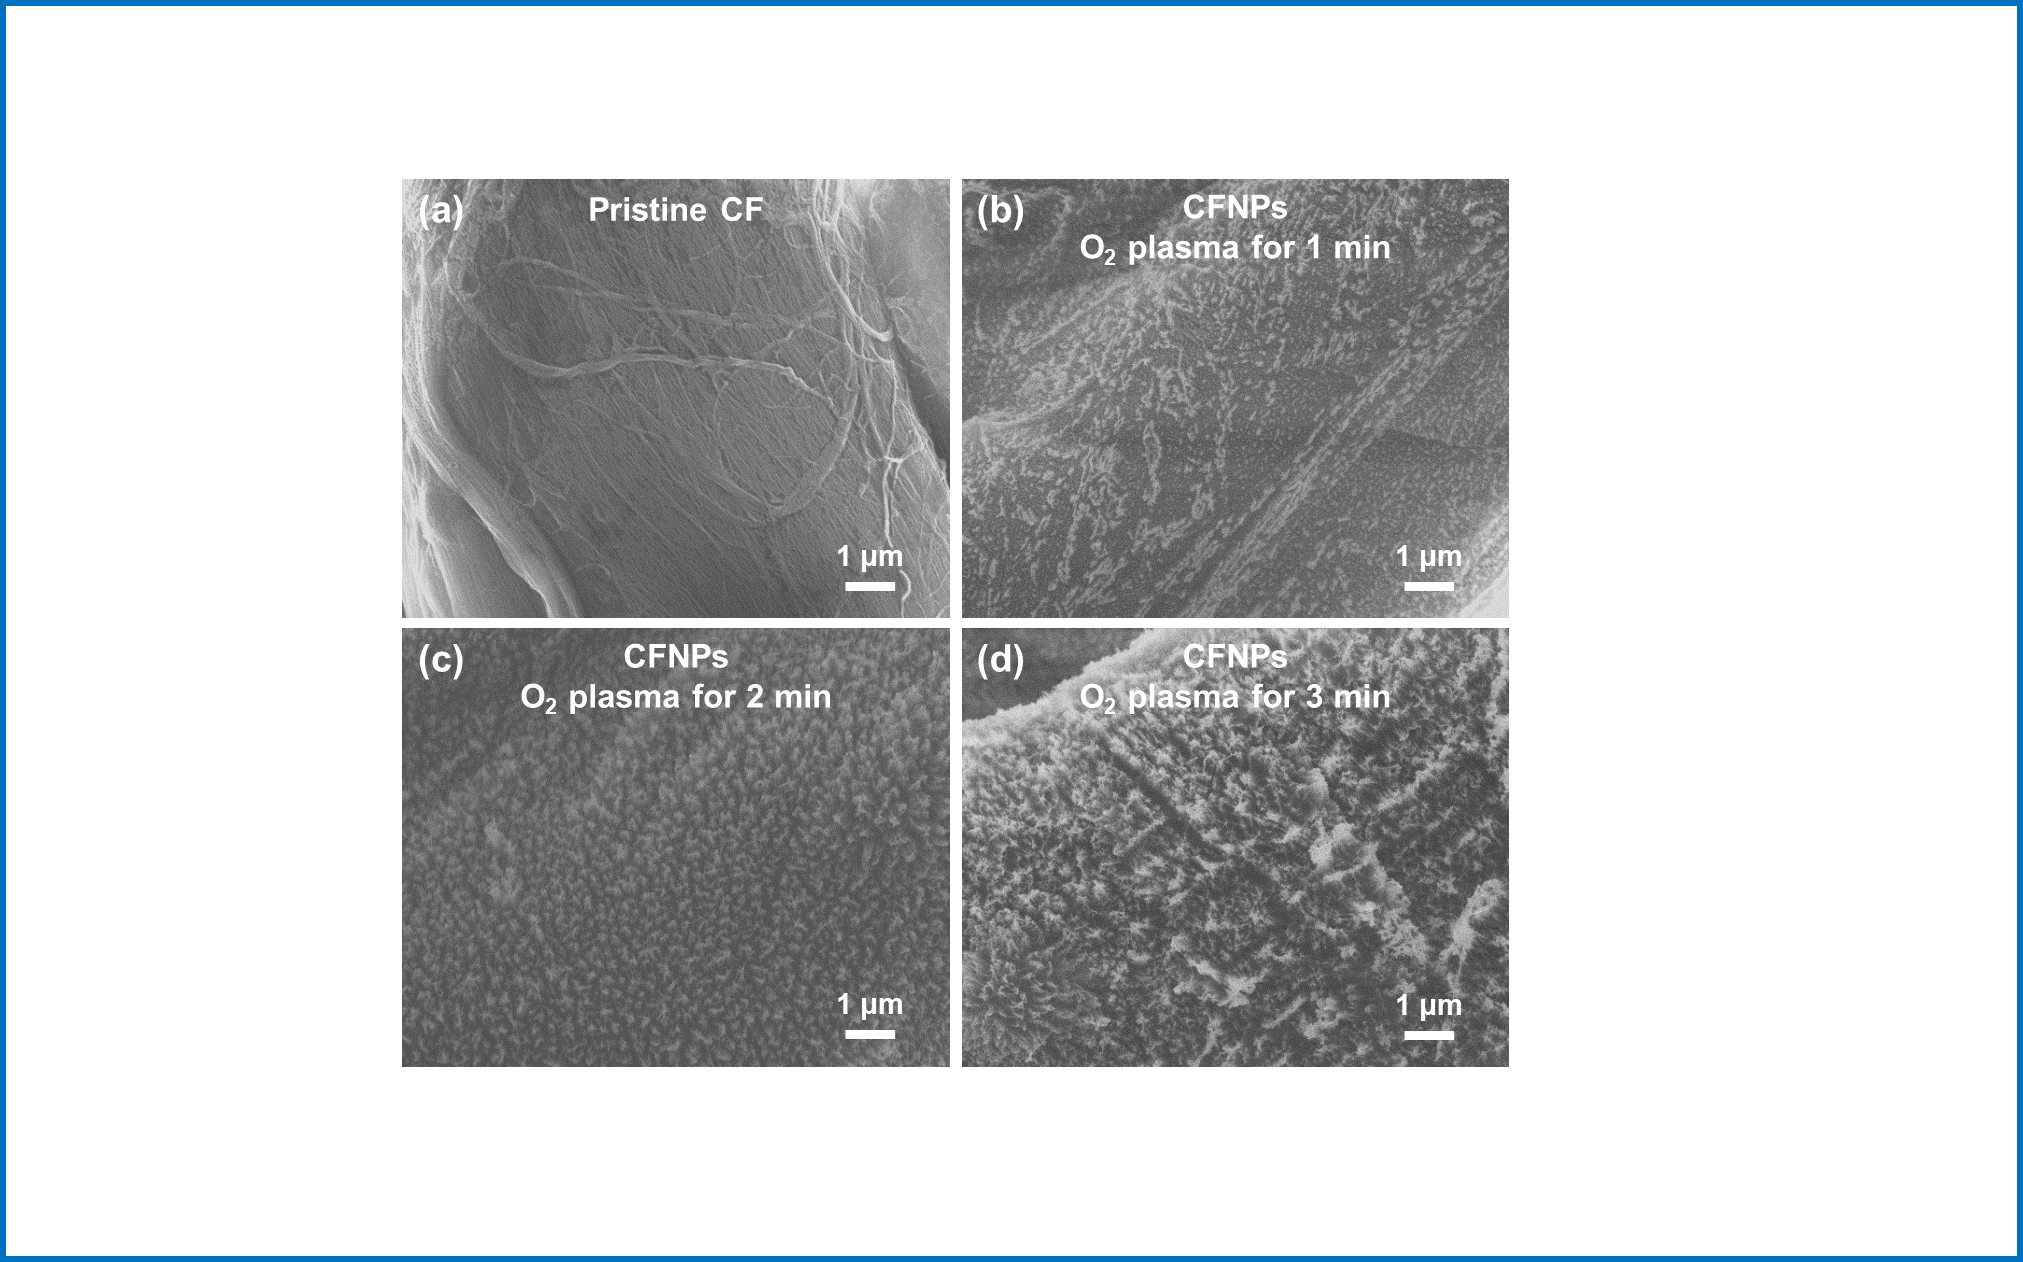 (a)
Pristine CF
1 µm
(b)
CFNPs
O₂ plasma for 1 min
1 µm
(c)
CFNPs
O₂ plasma for 2 min
1 µm
(d)
CFNPs
O₂ plasma for 3 min
1 µm